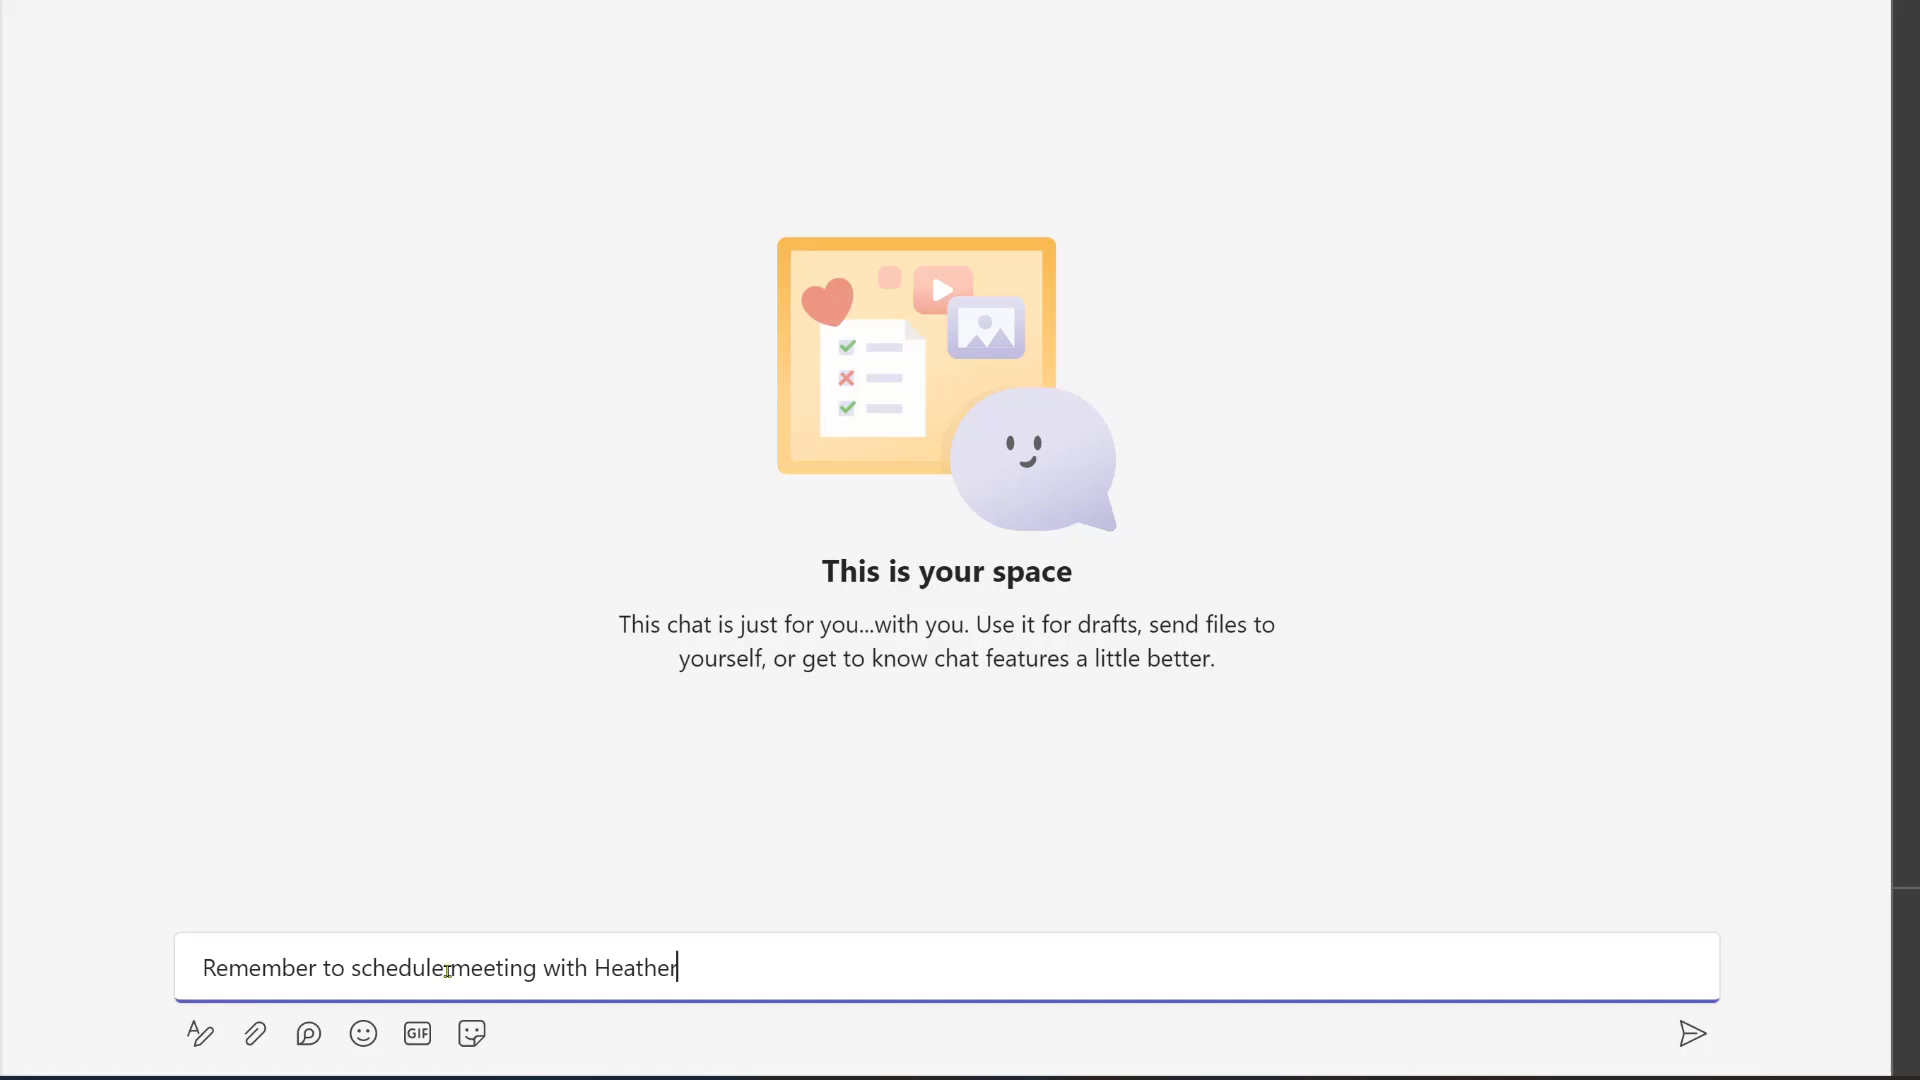 This is your space
This chat is just for you...with you. Use it for drafts, send files to
yourself, or get to know chat features a little better.
Remember to schedule meeting with Heather
GIF